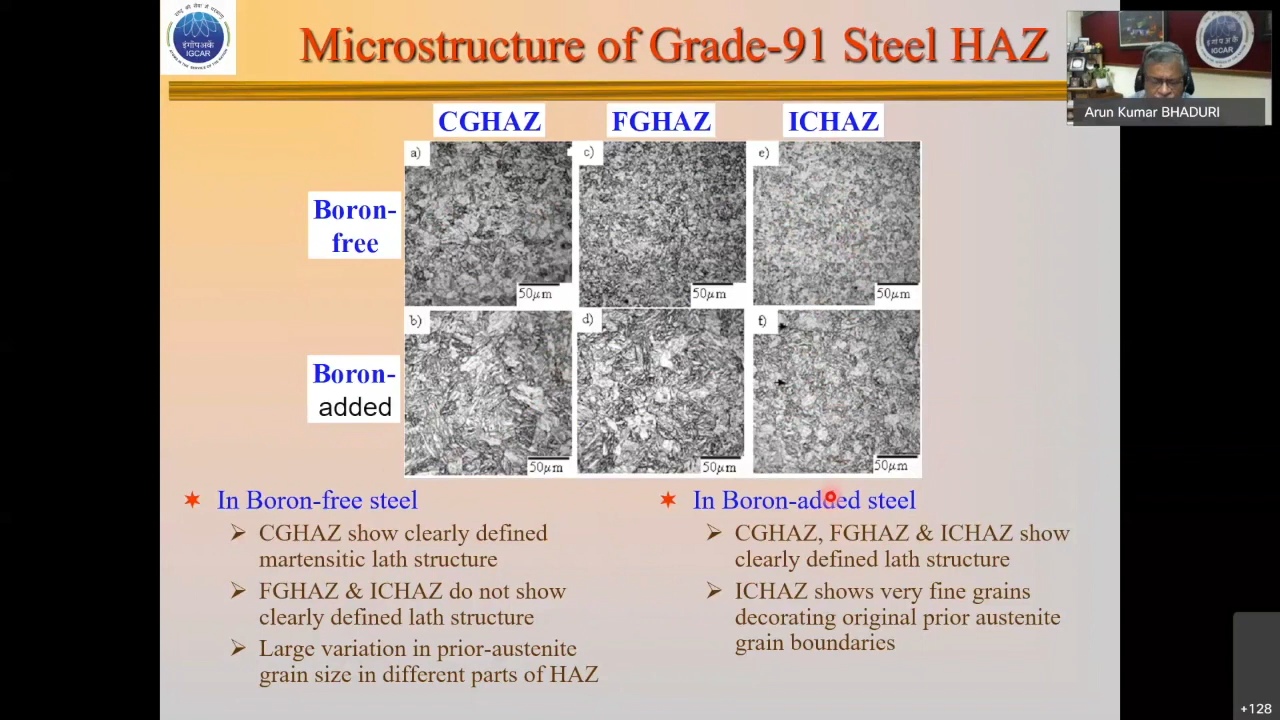 इंगांपअकें
IGCAR
Microstructure of Grade-91 Steel HAZ
IGCAR
Arun Kumar BHADURI
CGHAZ
FGHAZ
ICHAZ
Boron-
free
a)
c)
e)
50μm
50μm
50μm
Boron-
added
b)
d)
f)
50μm
50μm
50μm
In Boron-free steel
CGHAZ show clearly defined
martensitic lath structure
FGHAZ & ICHAZ do not show
clearly defined lath structure
Large variation in prior-austenite
grain size in different parts of HAZ
In Boron-added steel
CGHAZ, FGHAZ & ICHAZ show
clearly defined lath structure
ICHAZ shows very fine grains
decorating original prior austenite
grain boundaries
+128